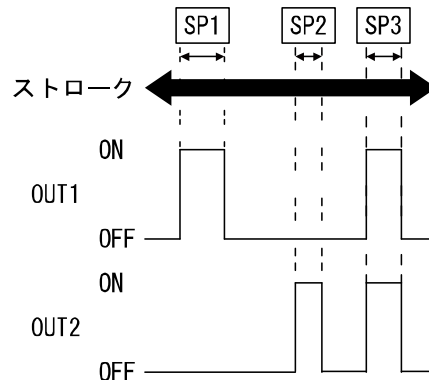 SP1 SP2 SP3
ストローク
ON
OUT1
OFF
ON
OUT2
OFF